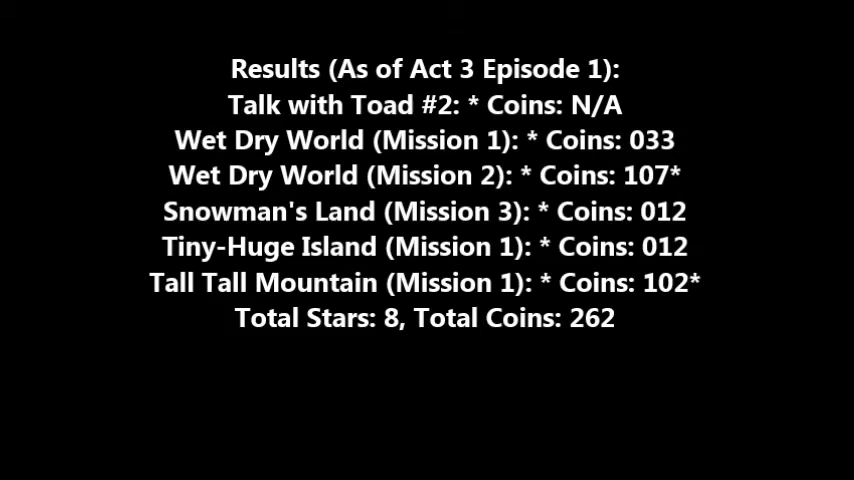 Results (As of Act 3 Episode 1):
Talk with Toad #2: * Coins: N/A
Wet Dry World (Mission 1): * Coins: 033
Wet Dry World (Mission 2): * Coins: 107*
Snowman's Land (Mission 3): * Coins: 012
Tiny-Huge Island (Mission 1): * Coins: 012
Tall Tall Mountain (Mission 1): * Coins: 102*
Total Stars: 8, Total Coins: 262